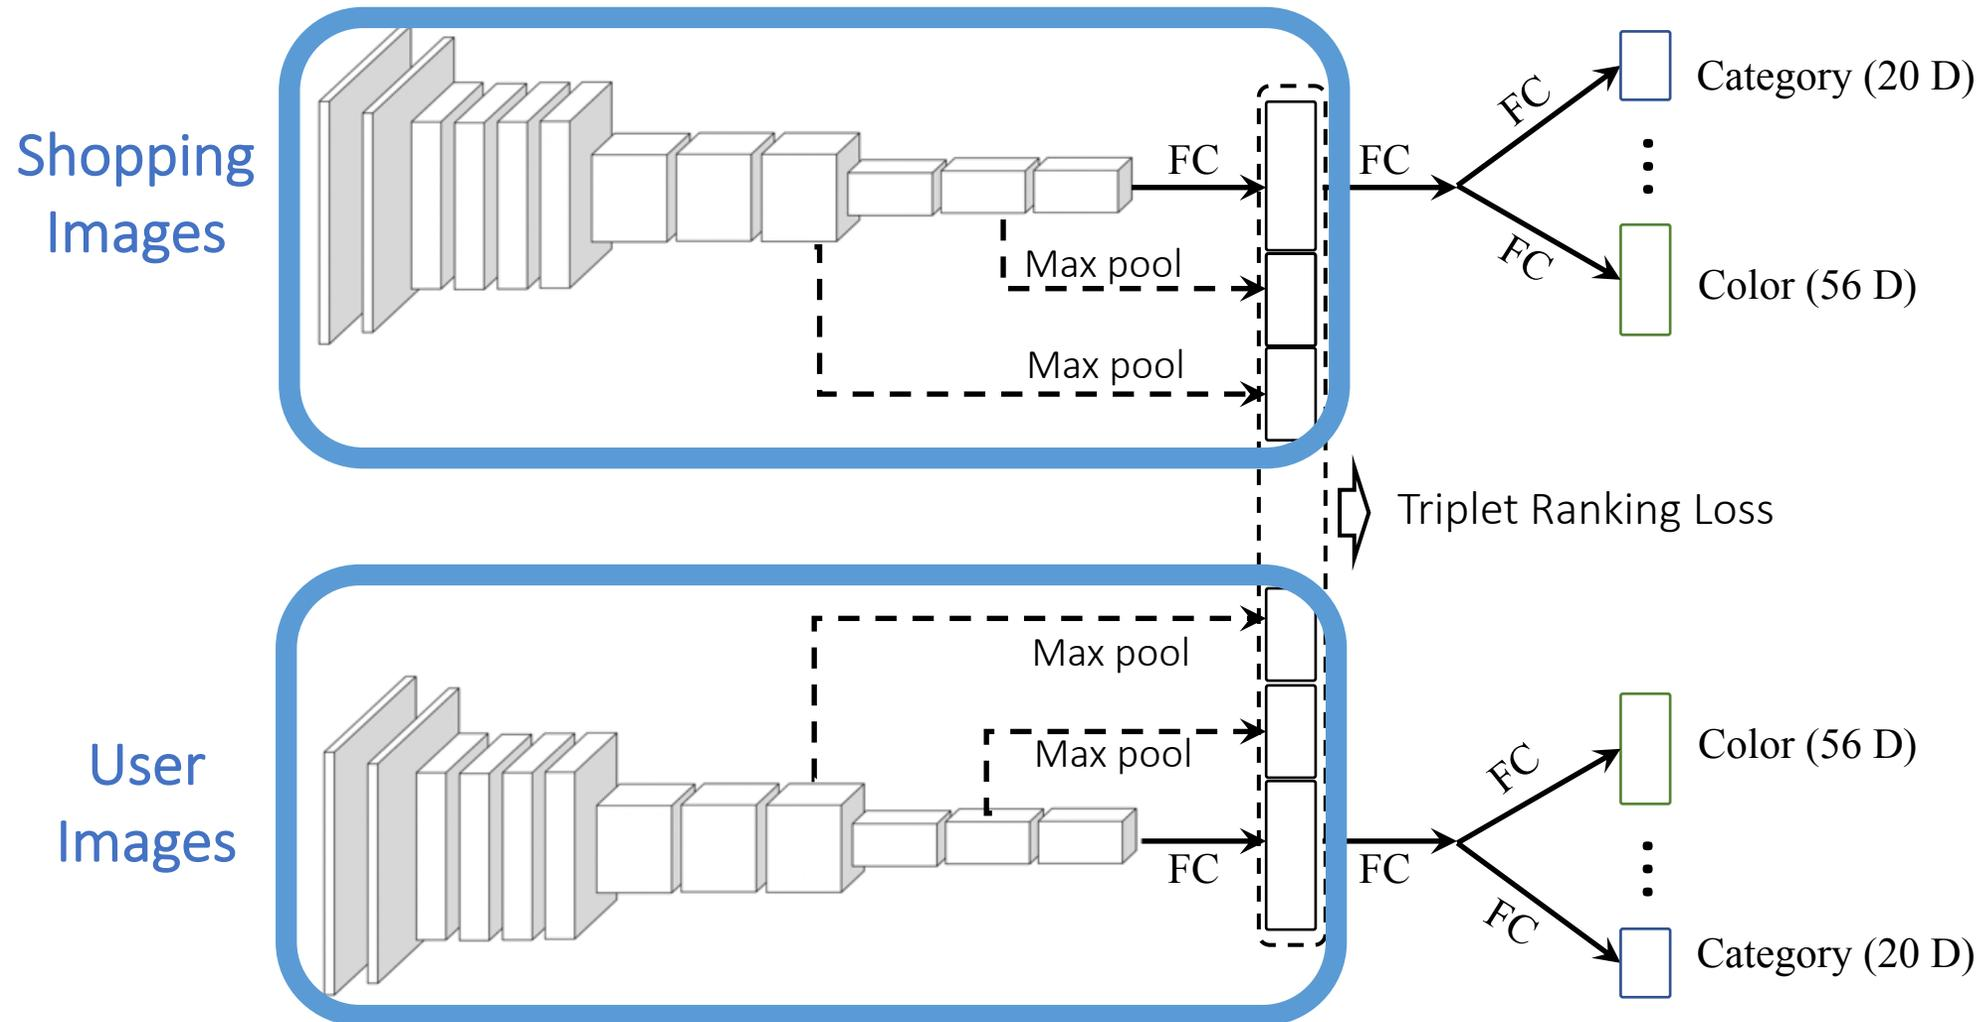 Shopping
Images
FC
Max pool
Max pool
FC
FC
FC
Category (20 D)
Color (56 D)
Triplet Ranking Loss
User
Images
Max pool
Max pool
FC
FC
FC
FC
Color (56 D)
Category (20 D)